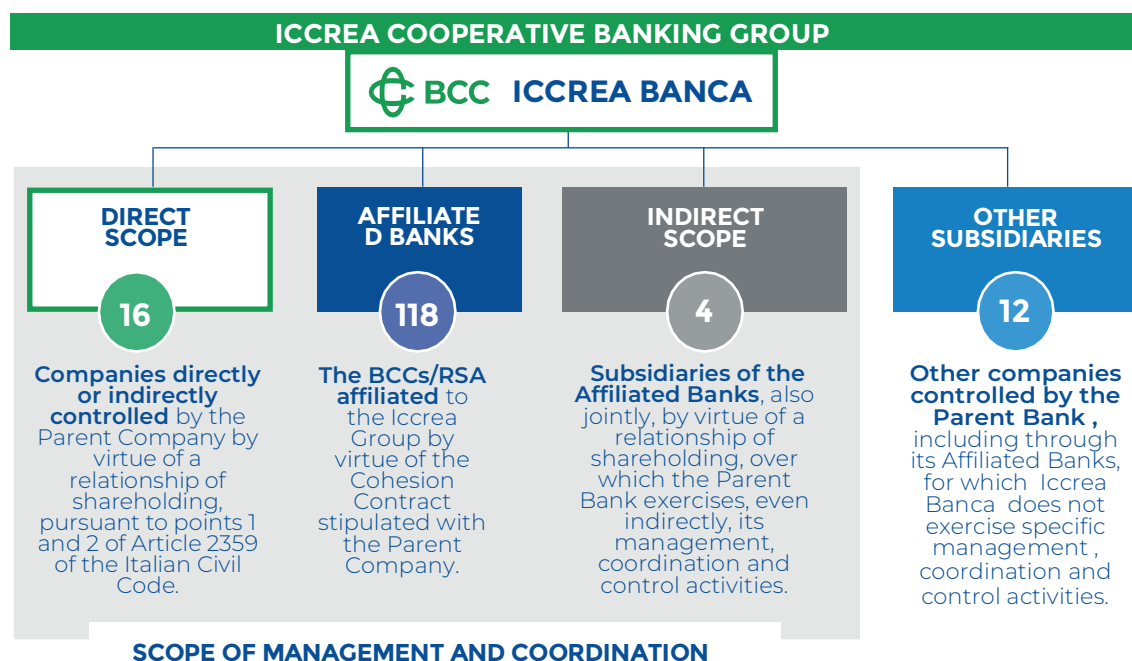 ICCREA COOPERATIVE BANKING GROUP
BCC ICCREA BANCA
DIRECT
SCOPE
16
Companies directly
or indirectly
controlled by the
Parent Company by
virtue of a
relationship of
shareholding,
pursuant to points 1
and 2 of Article 2359
of the Italian Civil
Code.
AFFILIATE
D BANKS
118
The BCCs/RSA
affiliated to
the Iccrea
Group by
virtue of the
Cohesion
Contract
stipulated with
the Parent
Company.
INDIRECT
SCOPE
4
Subsidiaries of the
Affiliated Banks, also
jointly, by virtue of a
relationship of
shareholding, over
which the Parent
Bank exercises, even
indirectly, its
management,
coordination and
control activities.
OTHER
SUBSIDIARIES
12
Other companies
controlled by the
Parent Bank ,
including through
its Affiliated Banks,
for which Iccrea
Banca does not
exercise specific
management ,
coordination and
control activities.
SCOPE OF MANAGEMENT AND COORDINATION